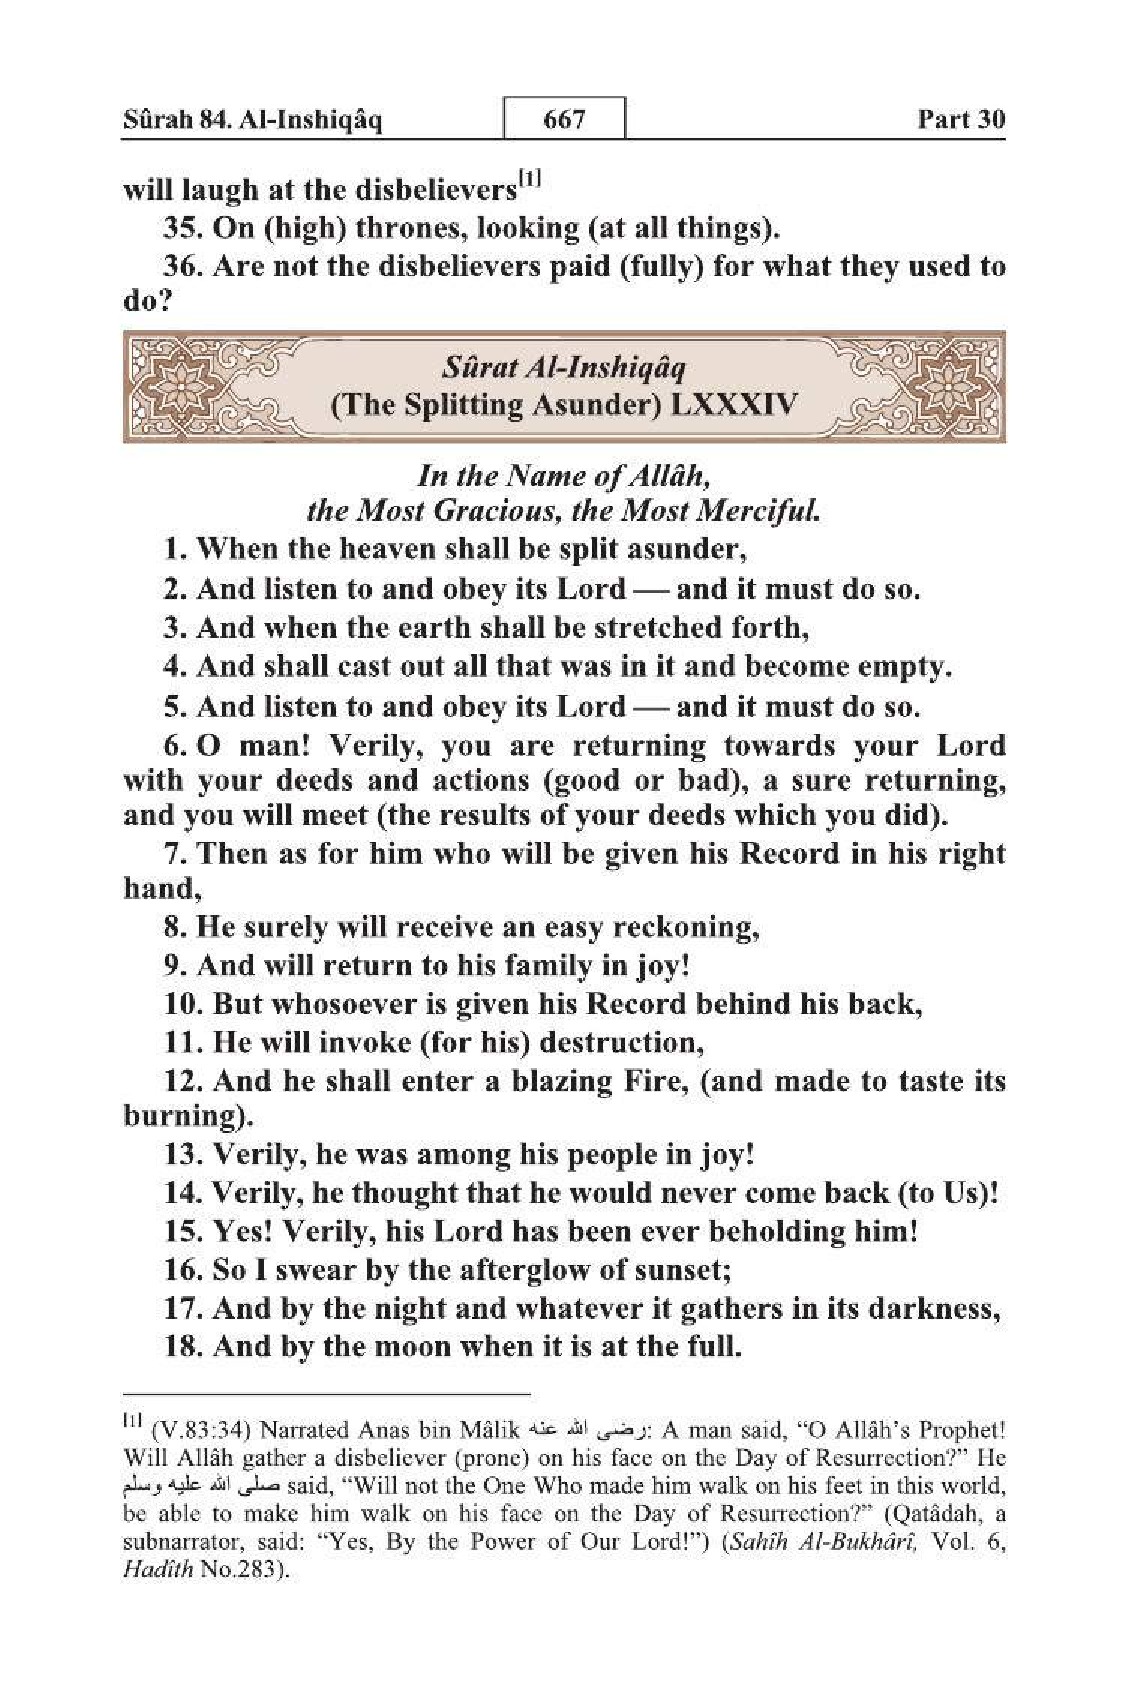 Sûrah 84. Al-Inshiqâq 667 Part 30
will laugh at the disbelievers[1]
35. On (high) thrones, looking (at all things).
36. Are not the disbelievers paid (fully) for what they used to
do?
Sûrat Al-Inshiqâq
(The Splitting Asunder) LXXXIV
In the Name of Allâh,
the Most Gracious, the Most Merciful.
1. When the heaven shall be split asunder,
2. And listen to and obey its Lord — and it must do so.
3. And when the earth shall be stretched forth,
4. And shall cast out all that was in it and become empty.
5. And listen to and obey its Lord — and it must do so.
6. O man! Verily, you are returning towards your Lord
with your deeds and actions (good or bad), a sure returning,
and you will meet (the results of your deeds which you did).
7. Then as for him who will be given his Record in his right
hand,
8. He surely will receive an easy reckoning,
9. And will return to his family in joy!
10. But whosoever is given his Record behind his back,
11. He will invoke (for his) destruction,
12. And he shall enter a blazing Fire, (and made to taste its
burning).
13. Verily, he was among his people in joy!
14. Verily, he thought that he would never come back (to Us)!
15. Yes! Verily, his Lord has been ever beholding him!
16. So I swear by the afterglow of sunset;
17. And by the night and whatever it gathers in its darkness,
18. And by the moon when it is at the full.
[1] (V.83:34) Narrated Anas bin Mâlik رضى الله عنه: A man said, “O Allâh’s Prophet!
Will Allâh gather a disbeliever (prone) on his face on the Day of Resurrection?” He
صلى الله عليه وسلم said, “Will not the One Who made him walk on his feet in this world,
be able to make him walk on his face on the Day of Resurrection?” (Qatâdah, a
subnarrator, said: “Yes, By the Power of Our Lord!”) (Sahîh Al-Bukhârî, Vol. 6,
Hadîth No.283).